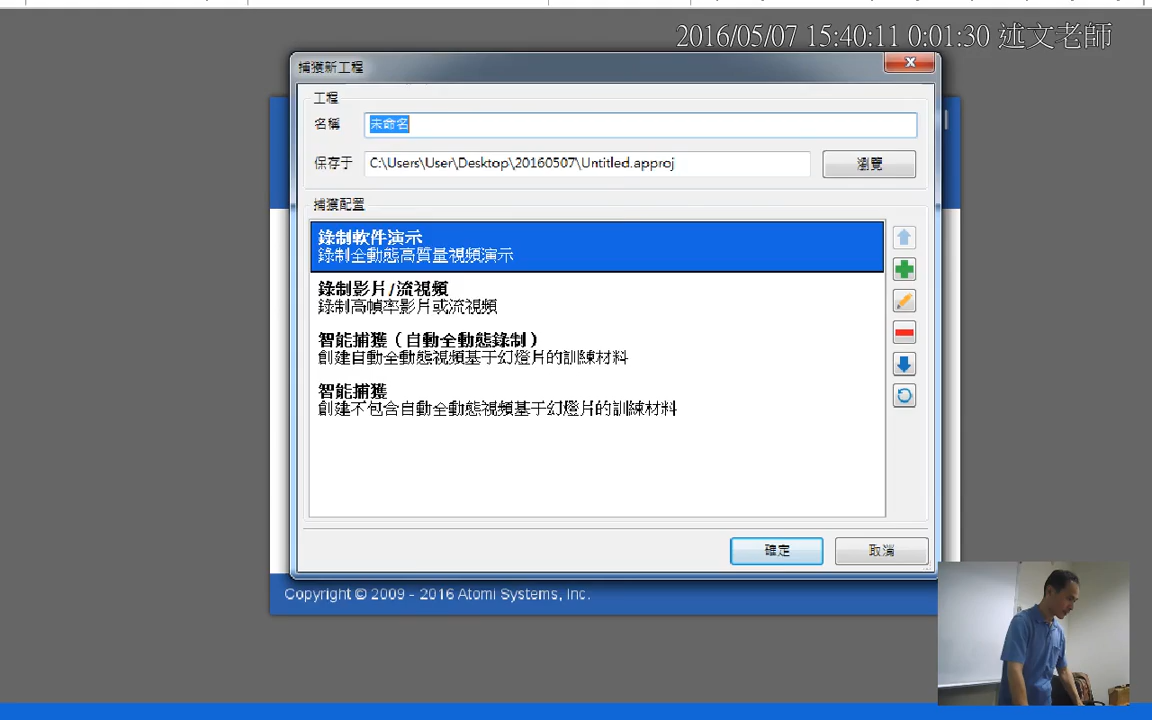 2016/05/07 15:40:11 0:01:30 述文老師
捕獲新工程
工程
名稱
未命名
保存于
C:\Users\User\Desktop\20160507\Untitled.approj
瀏覽
捕獲配置
錄制軟件演示
錄制全動態高質量視頻演示
錄制影片/流視頻
錄制高幀率影片或流視頻
智能捕獲（自動全動態錄制）
創建自動全動態視頻基于幻燈片的訓練材料
智能捕獲
創建不包含自動全動態視頻基于幻燈片的訓練材料
確定
取消
Copyright © 2009 - 2016 Atomi Systems, Inc.